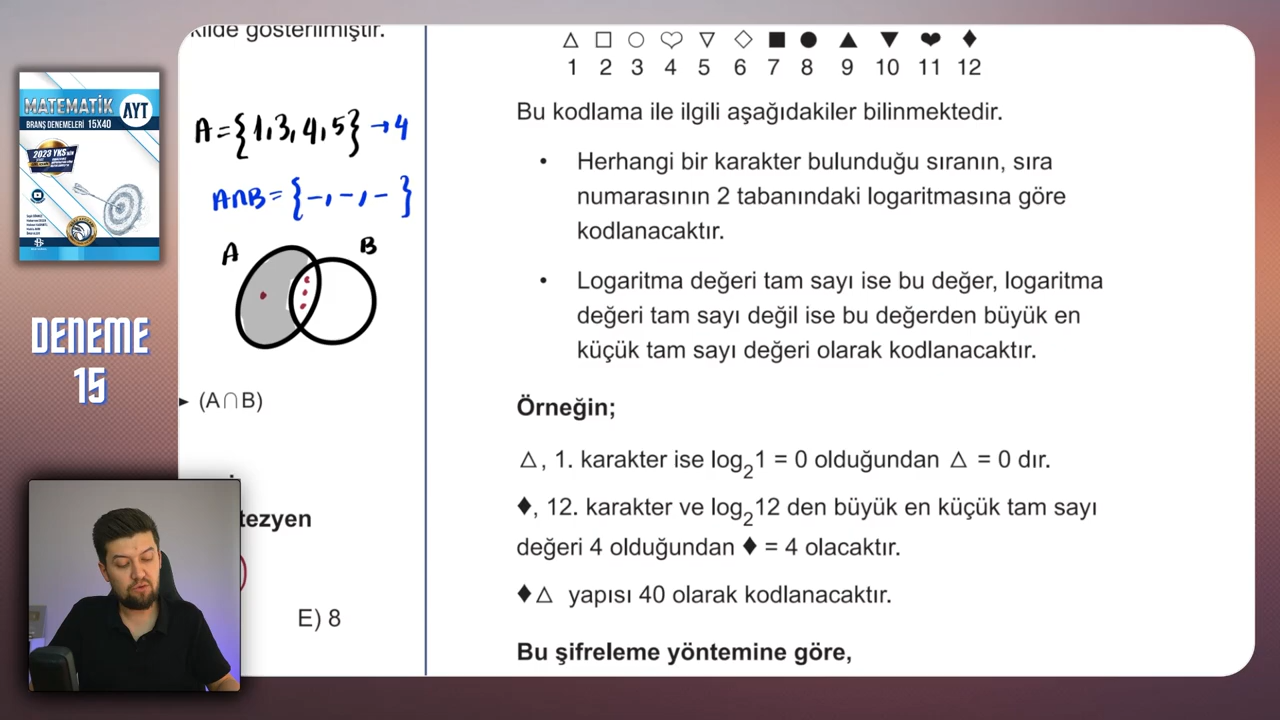 MATEMATİK AYT
BRANŞ DENEMELERİ 15X40
DENEME
15
kilde gösterilmiştir.
A={1,3,4,5} →4
A∩B={-,-,-}
A B
► (A∩B)
tezyen
E) 8
△ □ ○ ♡ ▽ ◇ ■ ● ▲ ▼ ❤ ♦
1 2 3 4 5 6 7 8 9 10 11 12
Bu kodlama ile ilgili aşağıdakiler bilinmektedir.
• Herhangi bir karakter bulunduğu sıranın, sıra
numarasının 2 tabanındaki logaritmasına göre
kodlanacaktır.
• Logaritma değeri tam sayı ise bu değer, logaritma
değeri tam sayı değil ise bu değerden büyük en
küçük tam sayı değeri olarak kodlanacaktır.
Örneğin;
△, 1. karakter ise log₂1 = 0 olduğundan △ = 0 dır.
♦, 12. karakter ve log₂12 den büyük en küçük tam sayı
değeri 4 olduğundan ♦ = 4 olacaktır.
♦△ yapısı 40 olarak kodlanacaktır.
Bu şifreleme yöntemine göre,